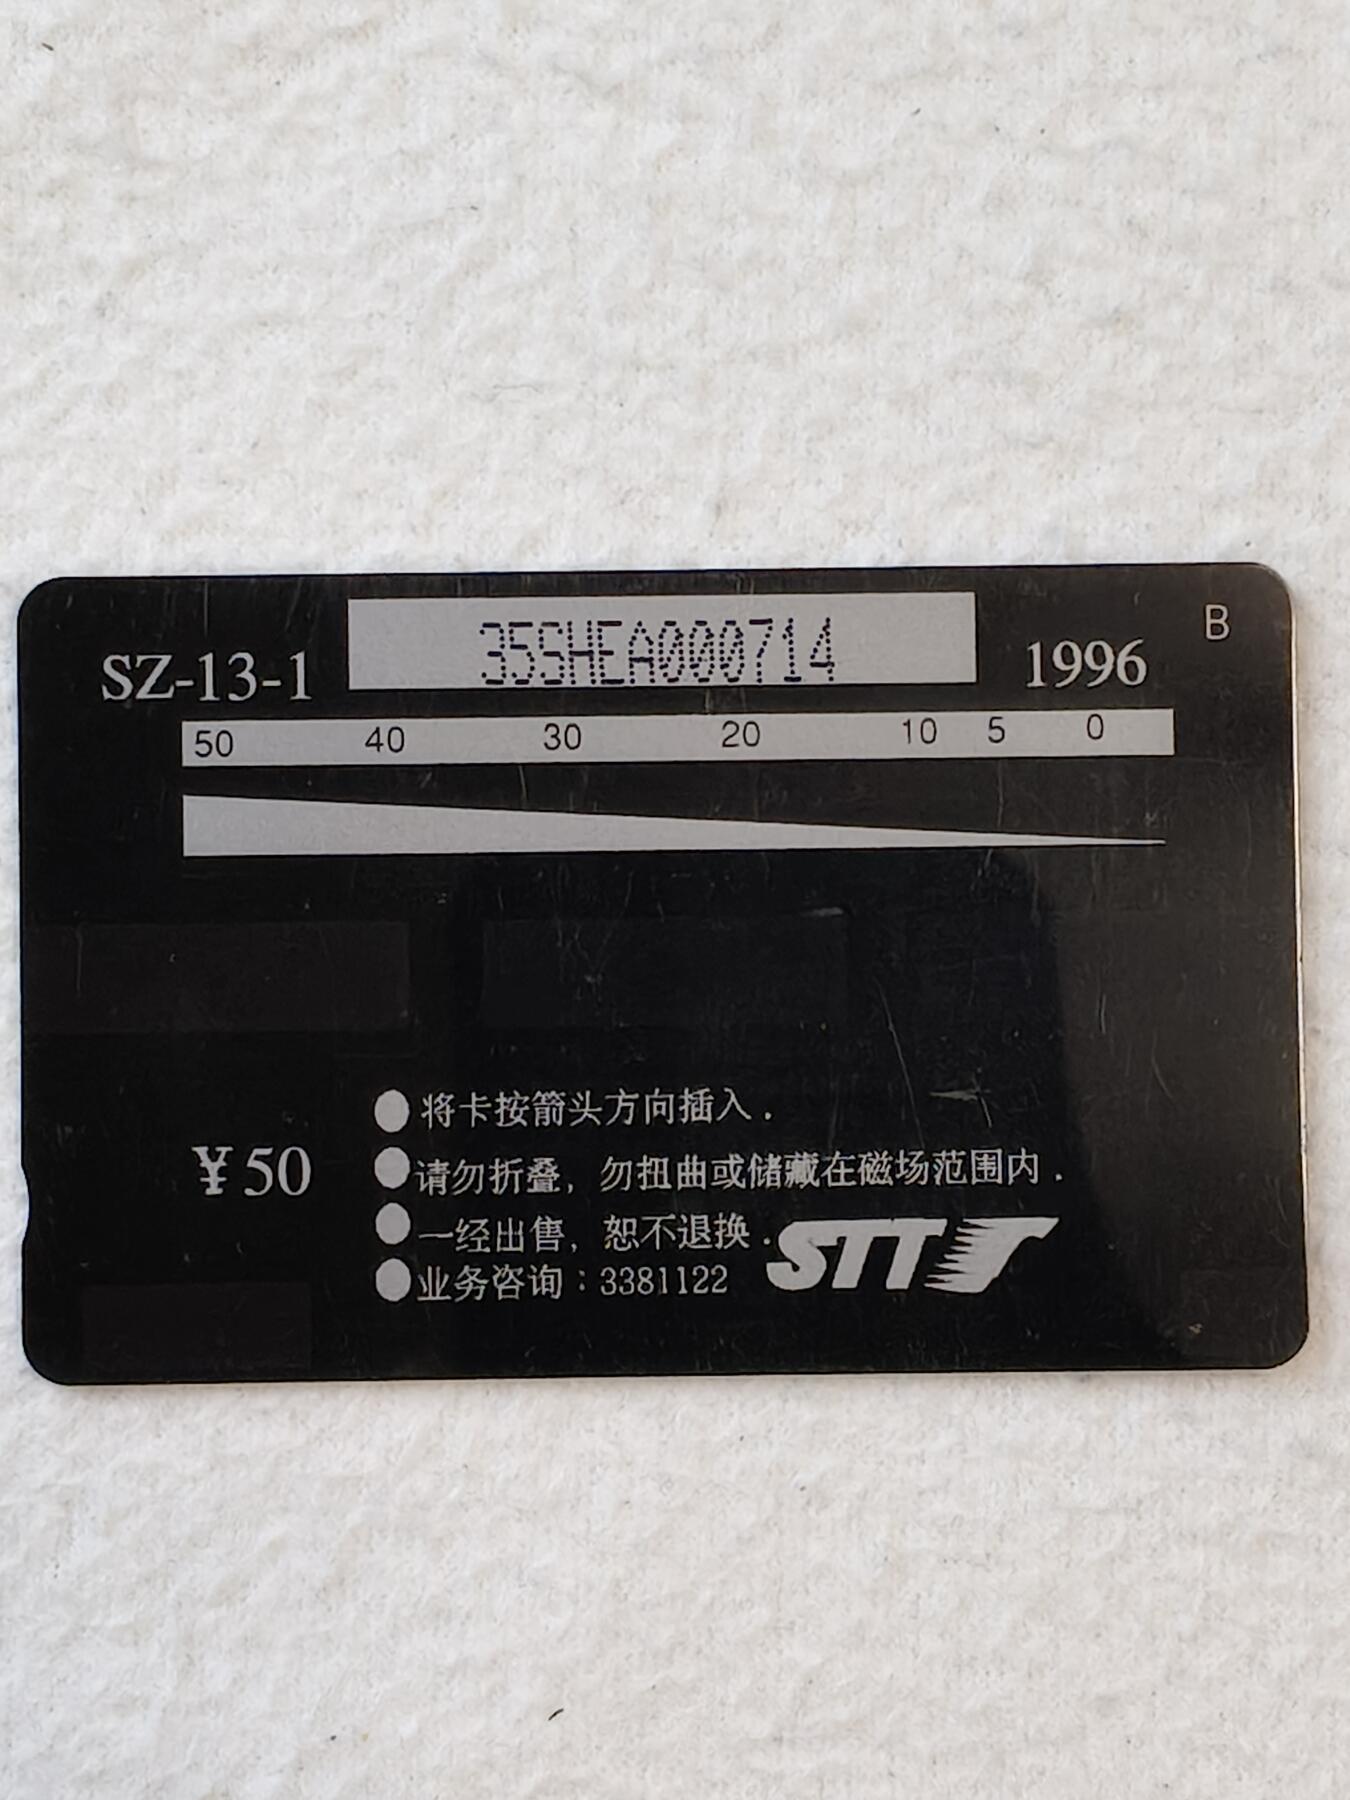 B
SZ-13-1 35SHEA000714 1996
50 40 30 20 10 5 0
●将卡按箭头方向插入.
¥50
●请勿折叠，勿扭曲或储藏在磁场范围内.
●一经出售，恕不退换.
●业务咨询：3381122
STT